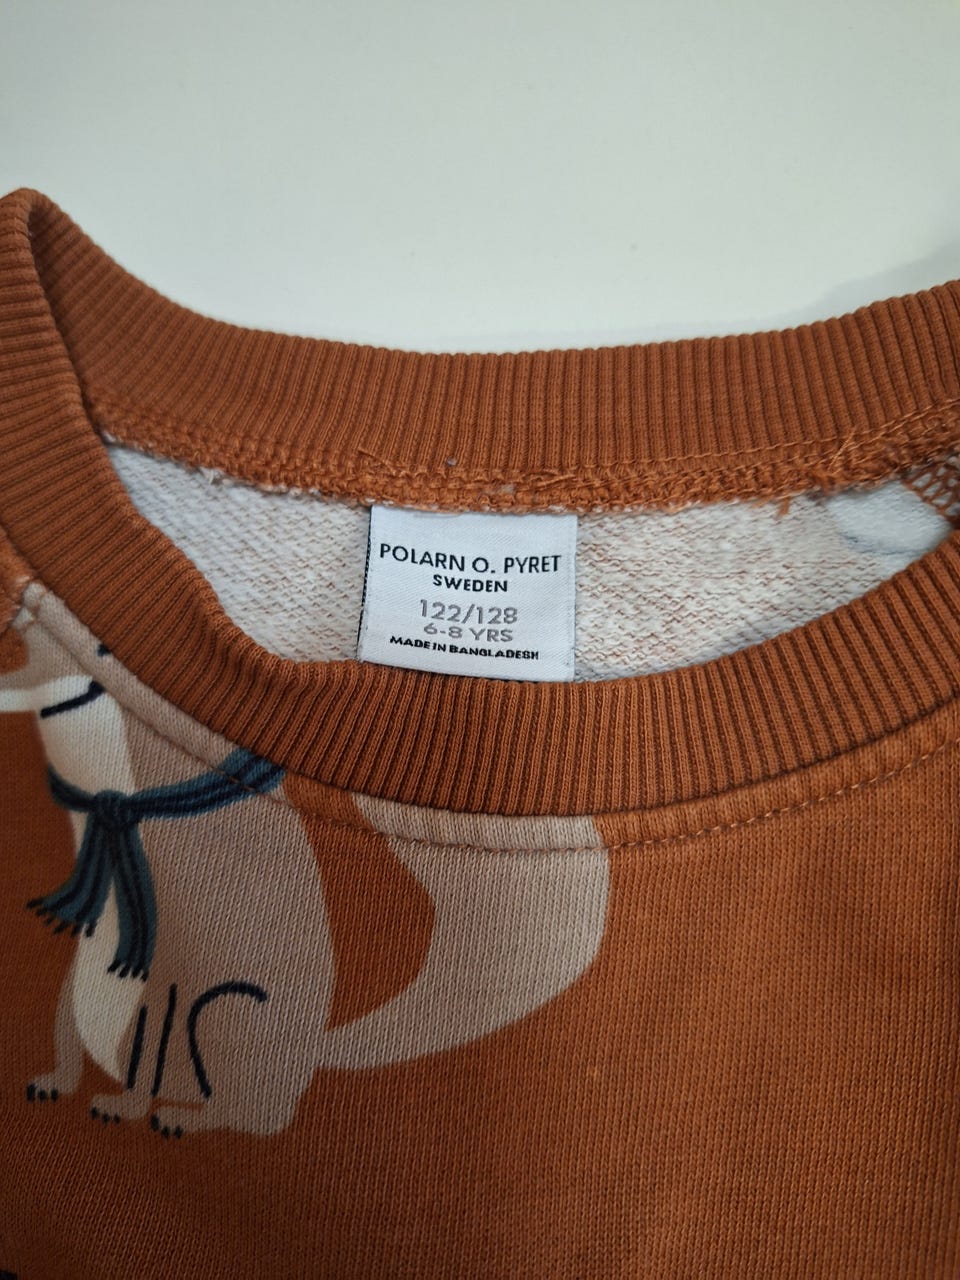 POLARN O. PYRET
SWEDEN
122/128
6-8 YRS
MADE IN BANGLADESH